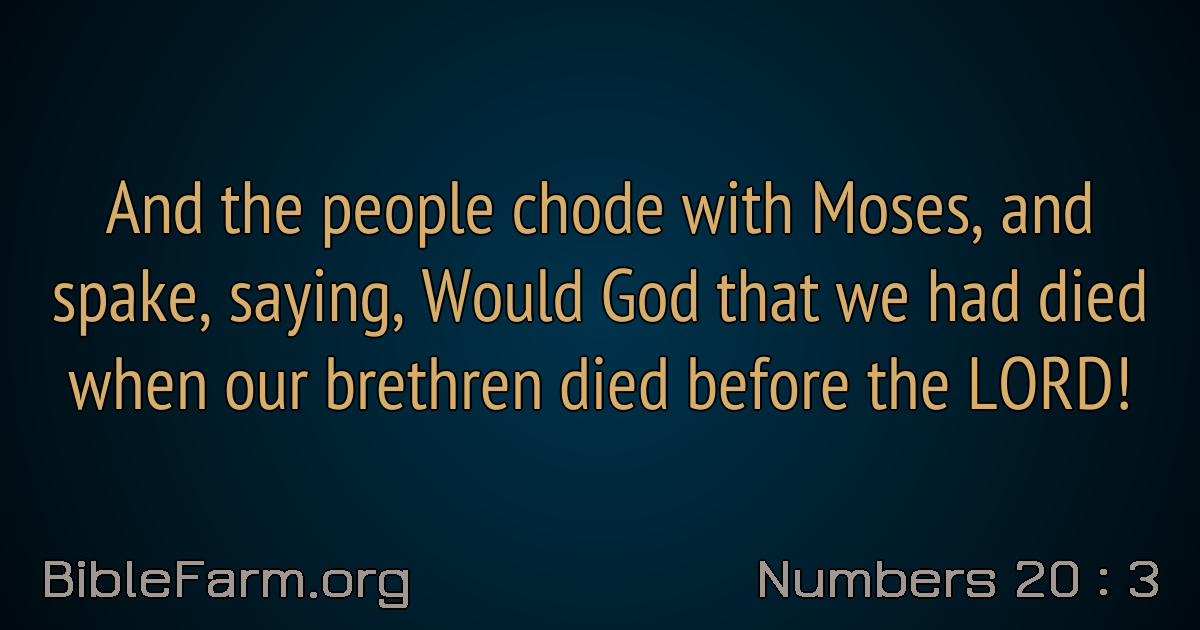 And the people chode with Moses, and
spake, saying, Would God that we had died
when our brethren died before the LORD!
BibleFarm.org
Numbers 20 : 3